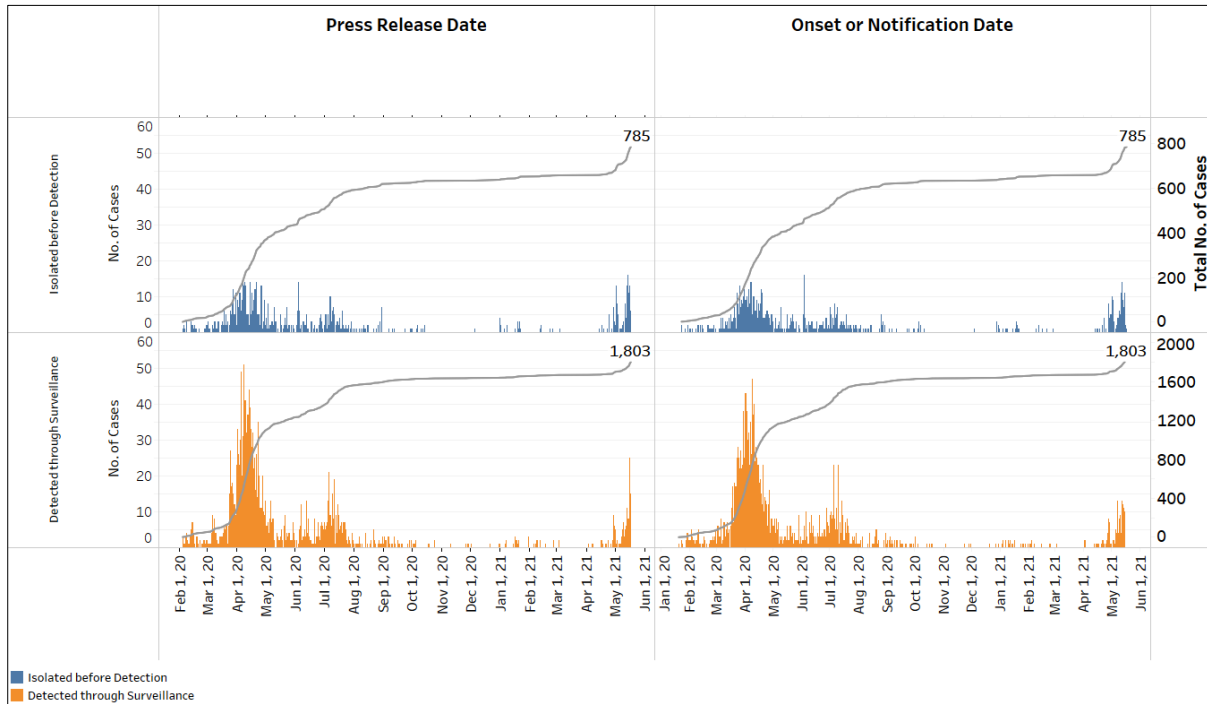 Press Release Date
Onset or Notification Date
Isolated before Detection
No. of Cases
60
50
40
30
20
10
0
785
785
800
600
400
200
0
Total No. of Cases
Detected through Surveillance
No. of Cases
60
50
40
30
20
10
0
1,803
1,803
2000
1600
1200
800
400
0
Feb 1, 20
Mar 1, 20
Apr 1, 20
May 1, 20
Jun 1, 20
Jul 1, 20
Aug 1, 20
Sep 1, 20
Oct 1, 20
Nov 1, 20
Dec 1, 20
Jan 1, 21
Feb 1, 21
Mar 1, 21
Apr 1, 21
May 1, 21
Jun 1, 21
Jan 1, 20
Feb 1, 20
Mar 1, 20
Apr 1, 20
May 1, 20
Jun 1, 20
Jul 1, 20
Aug 1, 20
Sep 1, 20
Oct 1, 20
Nov 1, 20
Dec 1, 20
Jan 1, 21
Feb 1, 21
Mar 1, 21
Apr 1, 21
May 1, 21
Jun 1, 21
Isolated before Detection
Detected through Surveillance